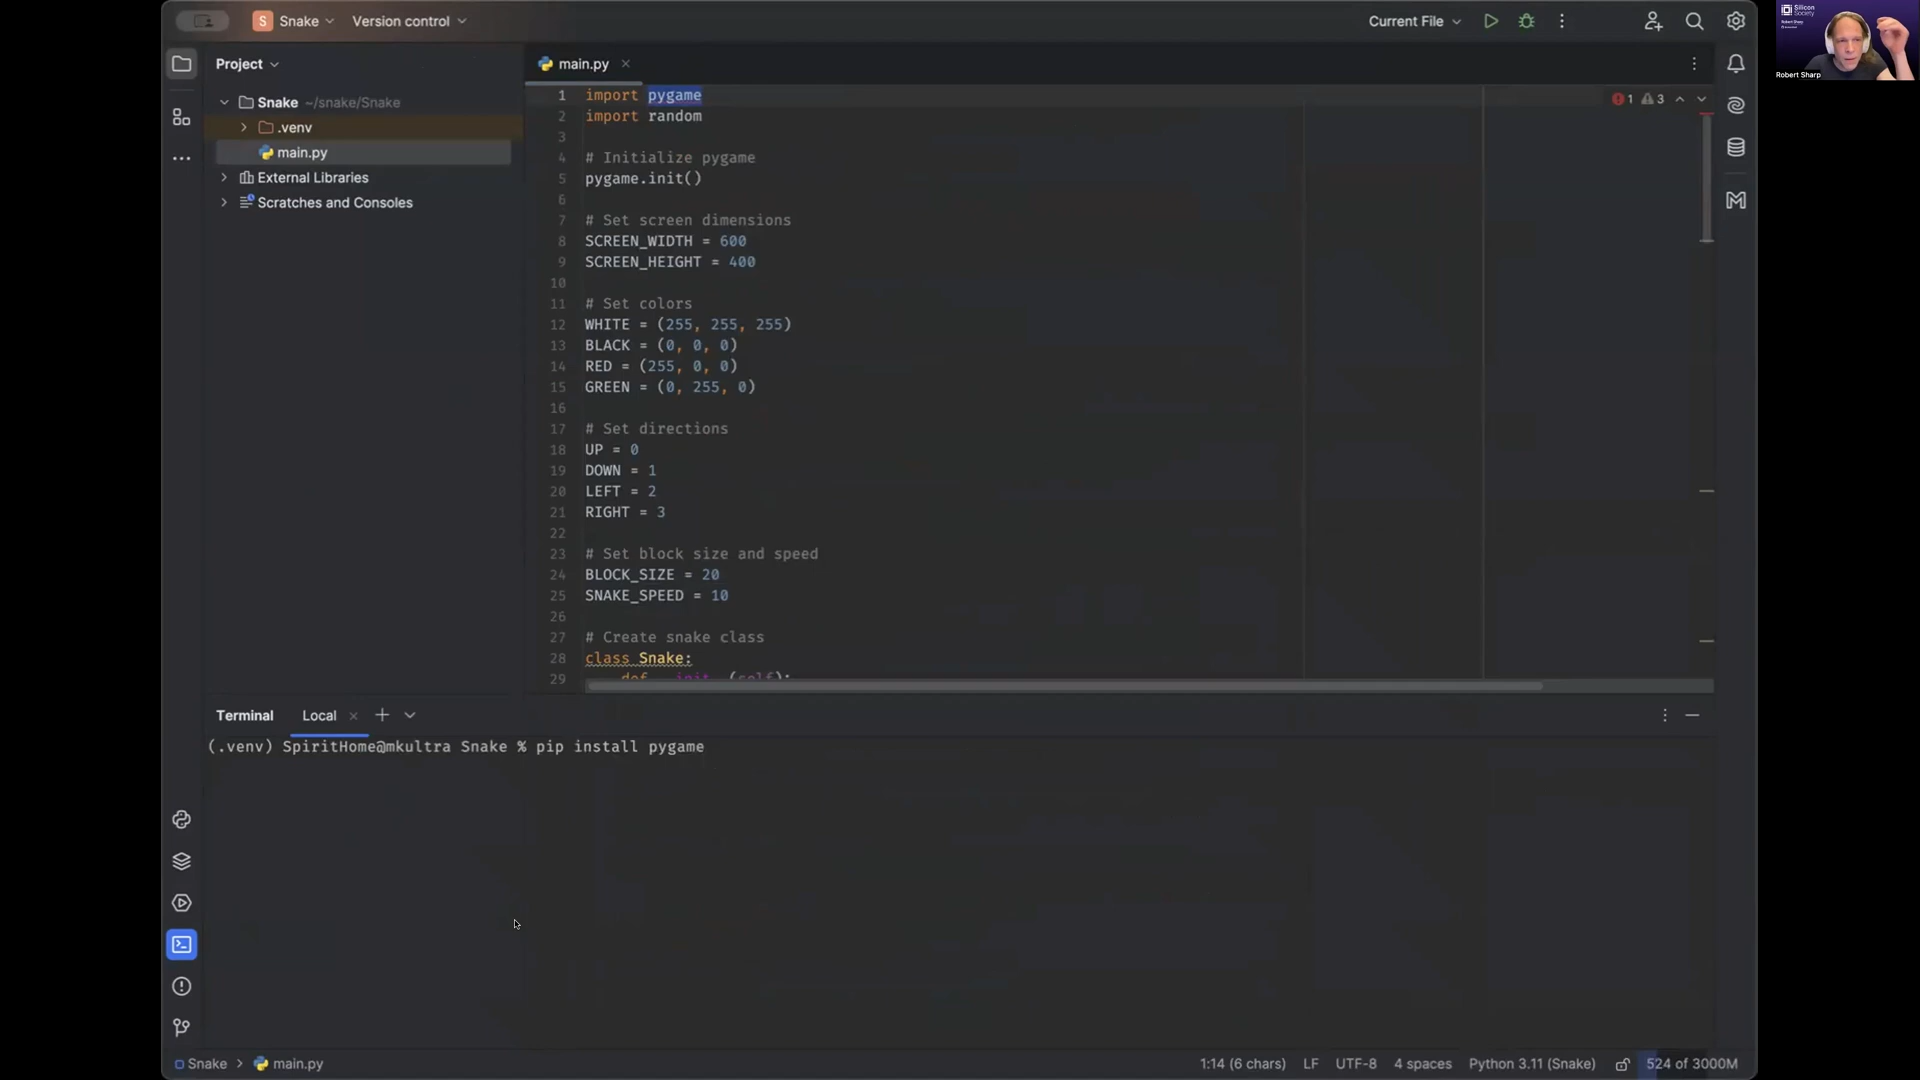 S Snake Version control Current File
Project
main.py
Snake ~/snake/Snake
.venv
main.py
External Libraries
Scratches and Consoles
1 import pygame
1 3
2 import random
3
4 # Initialize pygame
5 pygame.init()
6
7 # Set screen dimensions
8 SCREEN_WIDTH = 600
9 SCREEN_HEIGHT = 400
10
11 # Set colors
12 WHITE = (255, 255, 255)
13 BLACK = (0, 0, 0)
14 RED = (255, 0, 0)
15 GREEN = (0, 255, 0)
16
17 # Set directions
18 UP = 0
19 DOWN = 1
20 LEFT = 2
21 RIGHT = 3
22
23 # Set block size and speed
24 BLOCK_SIZE = 20
25 SNAKE_SPEED = 10
26
27 # Create snake class
28 class Snake:
29 def __init__(self):
Terminal Local
(.venv) SpiritHome@mkultra Snake % pip install pygame
Snake > main.py
1:14 (6 chars) LF UTF-8 4 spaces Python 3.11 (Snake) 524 of 3000M
Silicon
Society
Robert Sharp